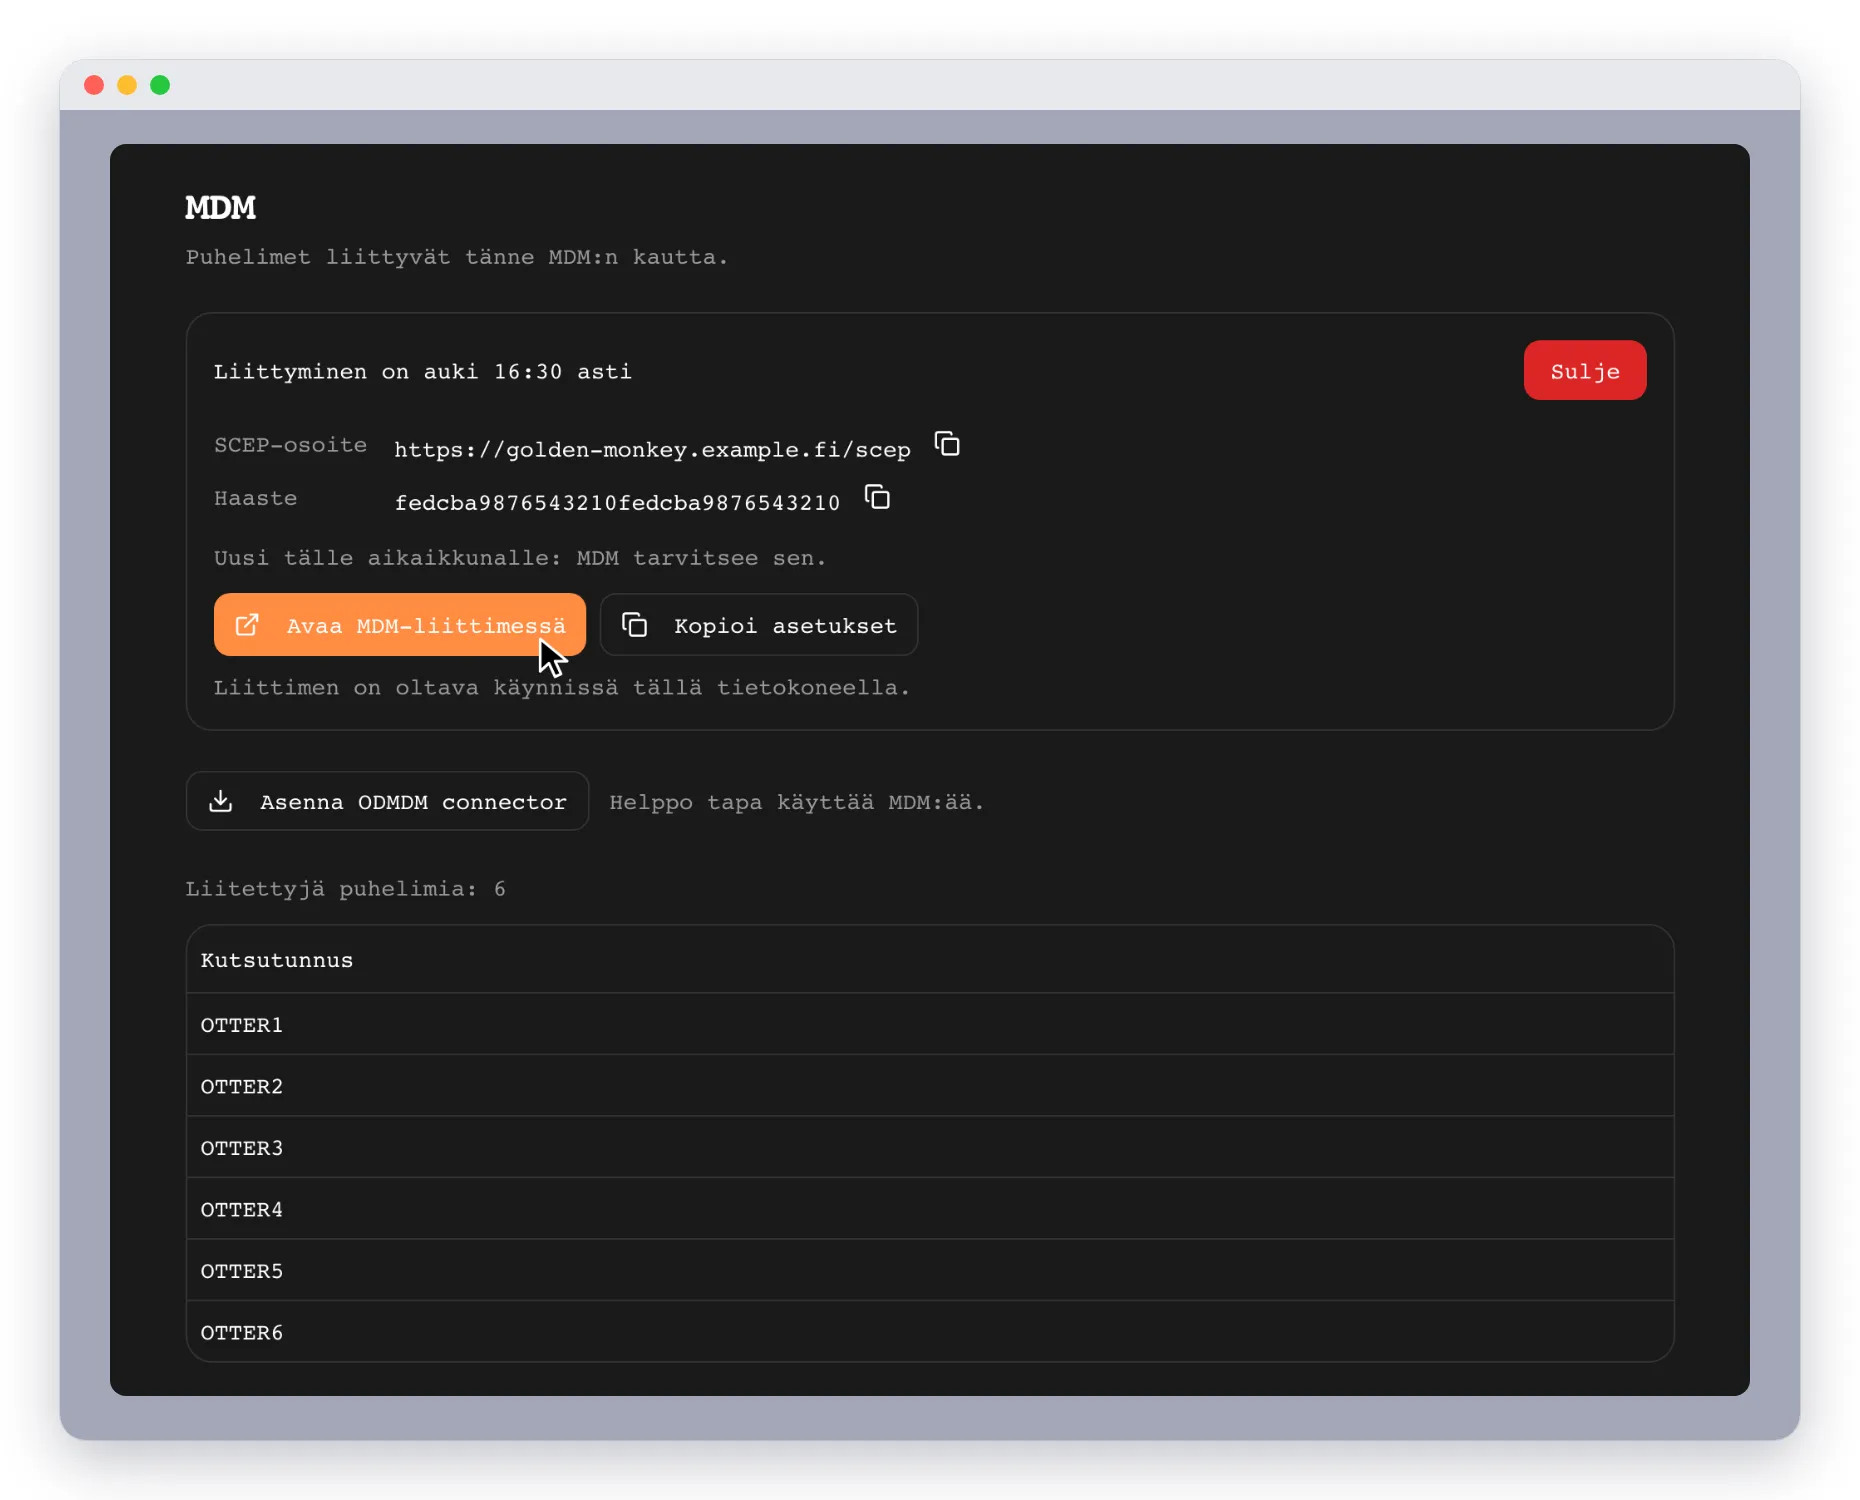 MDM
Puhelimet liittyvät tänne MDM:n kautta.
Liittyminen on auki 16:30 asti
Sulje
SCEP-osoite https://golden-monkey.example.fi/scep
Haaste fedcba9876543210fedcba9876543210
Uusi tälle aikaikkunalle: MDM tarvitsee sen.
Avaa MDM-liittimessä
Kopioi asetukset
Liittimen on oltava käynnissä tällä tietokoneella.
Asenna ODMDM connector
Helppo tapa käyttää MDM:ää.
Liitettyjä puhelimia: 6
Kutsutunnus
OTTER1
OTTER2
OTTER3
OTTER4
OTTER5
OTTER6